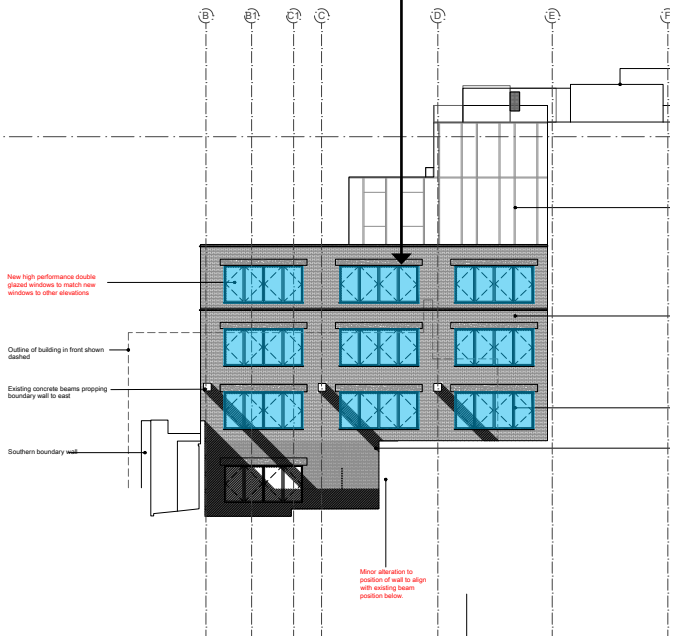 B B1 C1 C D E F
New high performance double
glazed windows to match new
windows to other elevations
Outline of building in front shown
dashed
Existing concrete beams propping
boundary wall to east
Southern boundary wall
Minor alteration to
position of wall to align
with existing beam
position below.